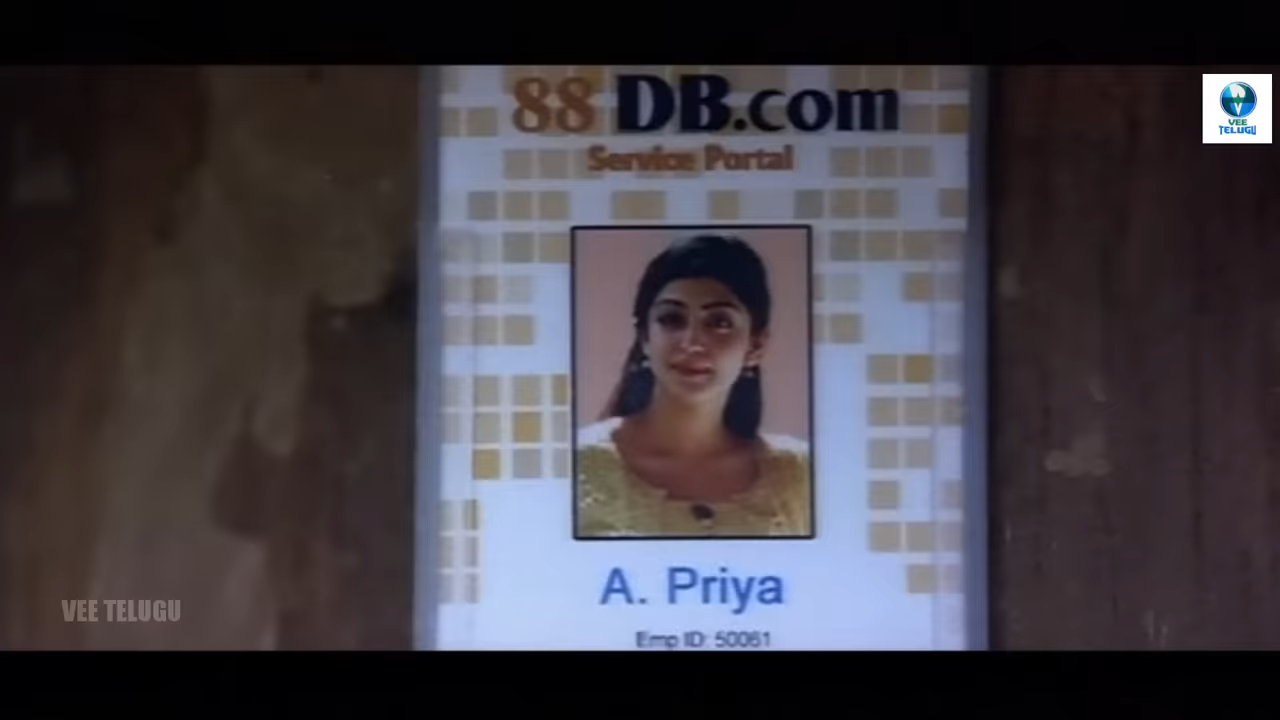 88 DB.com
Service Portal
A. Priya
Emp ID: 50061
VEE
TELUGU
VEE TELUGU